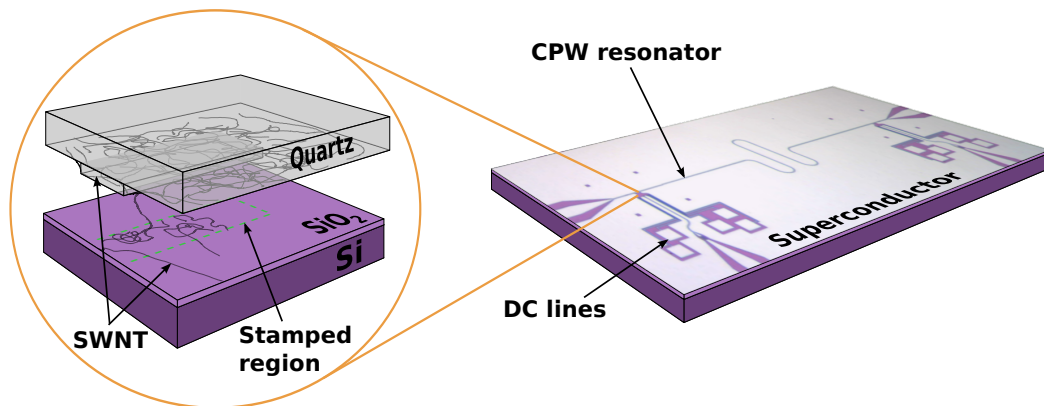 CPW resonator
Quartz
SiO₂
Si
Superconductor
SWNT
Stamped
region
DC lines